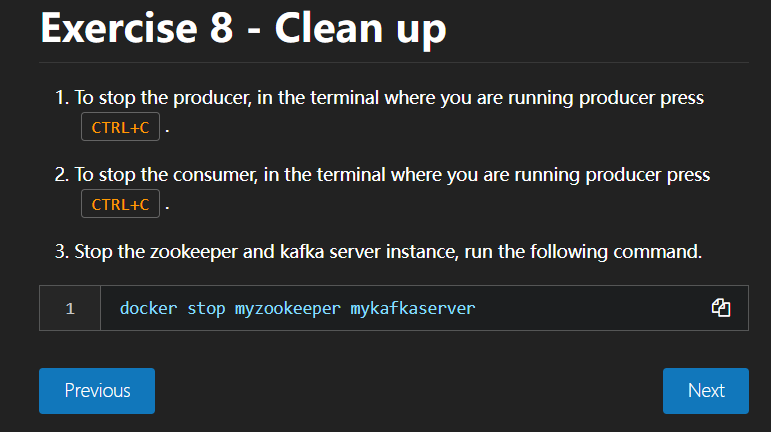 Exercise 8 - Clean up
1. To stop the producer, in the terminal where you are running producer press
CTRL+C .
2. To stop the consumer, in the terminal where you are running producer press
CTRL+C .
3. Stop the zookeeper and kafka server instance, run the following command.
1 docker stop myzookeeper mykafkaserver
Previous Next